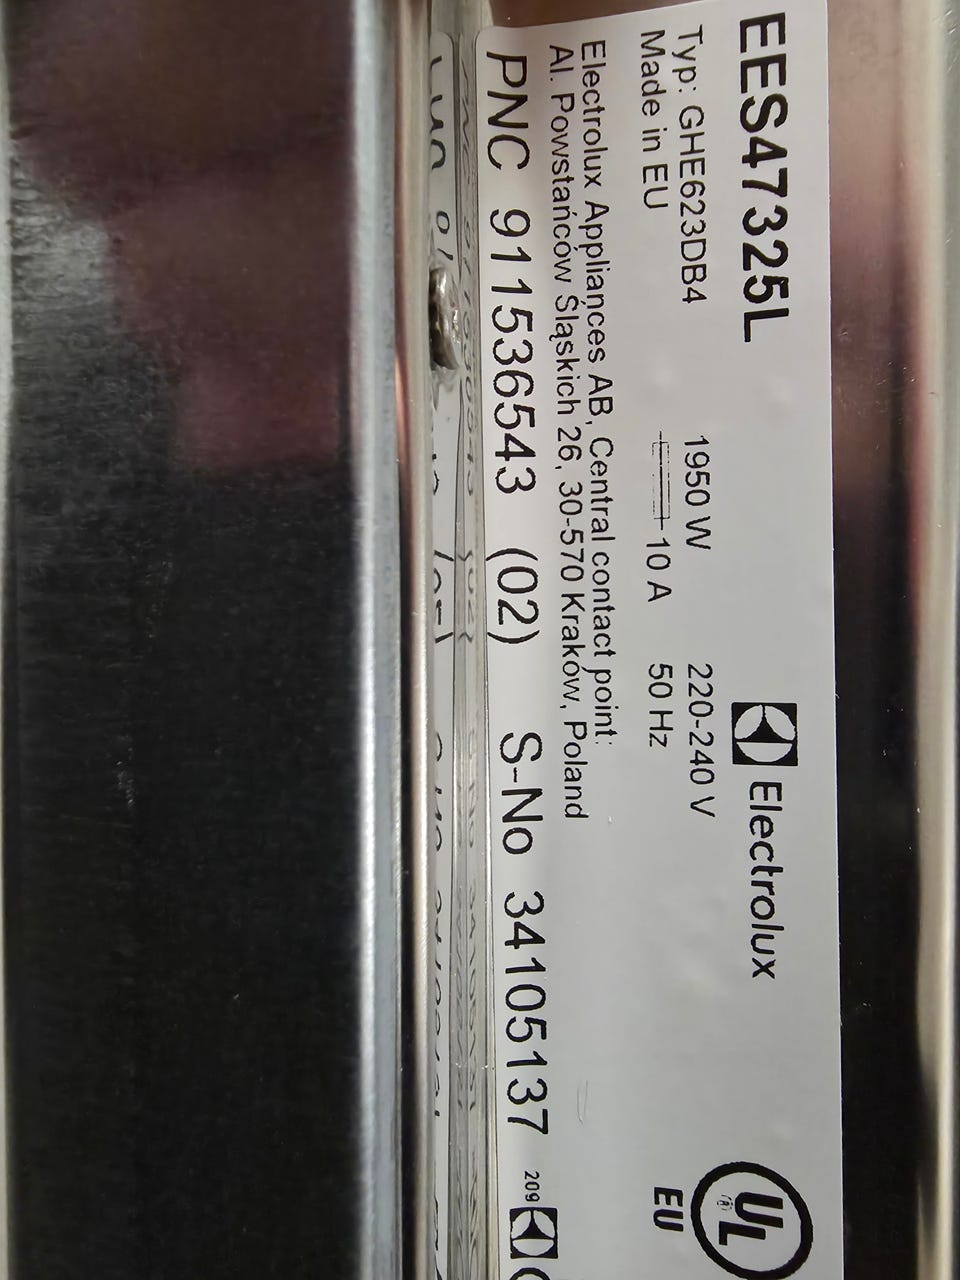 EES47325L
Electrolux
Typ: GHE623DB4 1950 W 220-240 V
Made in EU 10 A 50 Hz
UL
EU
Electrolux Appliances AB, Central contact point:
Al. Powstańców Śląskich 26, 30-570 Kraków, Poland
PNC 911536543 (02) S-No 34105137
209